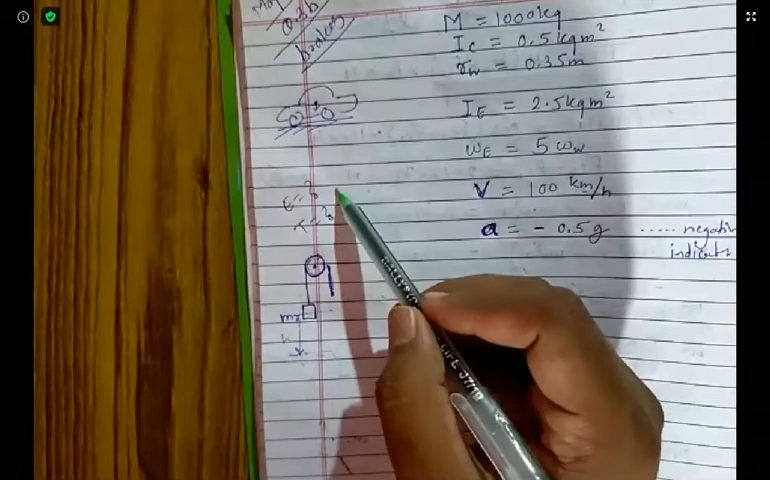 M = 1000kg
Ic = 0.5 kgm²
rw = 0.35m
IE = 2.5kgm²
ωE = 5 ωw
V = 100 km/h
a = - 0.5g ..... negativ
indicat
E = ?
T = ?
m
h